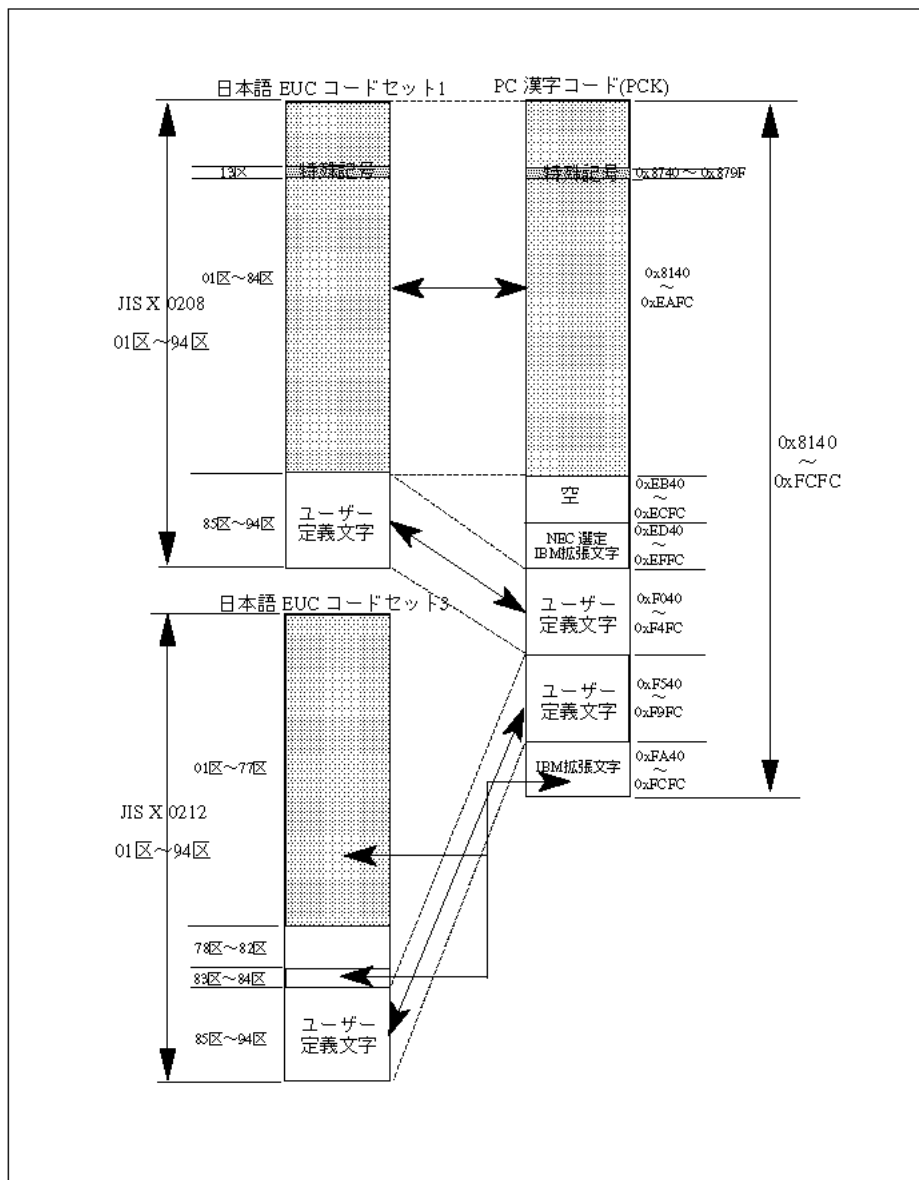 日本語 EUC コードセット1
PC 漢字コード(PCK)
13区
特殊記号
特殊記号
0x8740 〜 0x879F
01区〜84区
0x8140
〜
0xEAFC
JIS X 0208
01区〜94区
0x8140
〜
0xFCFC
85区〜94区
ユーザー
定義文字
空
0xEB40
〜
0xECFC
NEC 選定
IBM拡張文字
0xED40
〜
0xEFFC
ユーザー
定義文字
0xF040
〜
0xF4FC
日本語 EUC コードセット3
ユーザー
定義文字
0xF540
〜
0xF9FC
IBM拡張文字
0xFA40
〜
0xFCFC
01区〜77区
JIS X 0212
01区〜94区
78区〜82区
83区〜84区
85区〜94区
ユーザー
定義文字